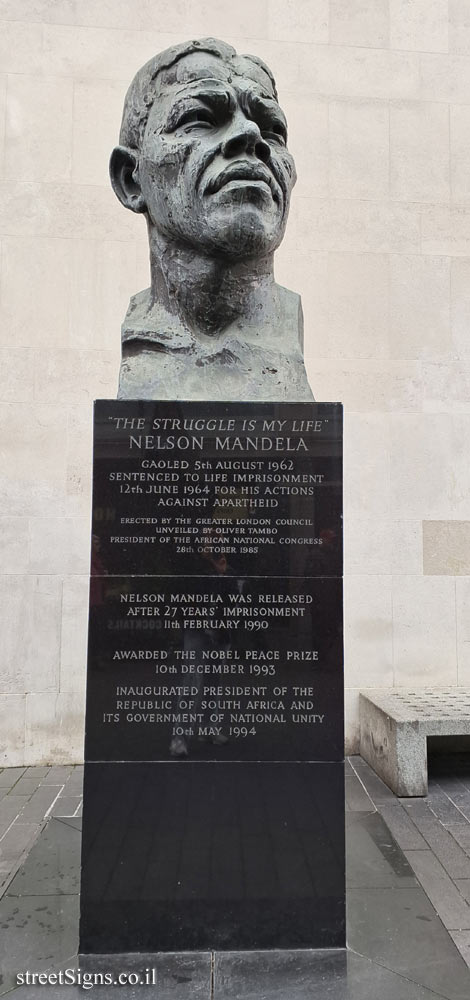 "THE STRUGGLE IS MY LIFE"
NELSON MANDELA
GAOLED 5th AUGUST 1962
SENTENCED TO LIFE IMPRISONMENT
12th JUNE 1964 FOR HIS ACTIONS
AGAINST APARTHEID
ERECTED BY THE GREATER LONDON COUNCIL
UNVEILED BY OLIVER TAMBO
PRESIDENT OF THE AFRICAN NATIONAL CONGRESS
28th OCTOBER 1985
NELSON MANDELA WAS RELEASED
AFTER 27 YEARS' IMPRISONMENT
11th FEBRUARY 1990
AWARDED THE NOBEL PEACE PRIZE
10th DECEMBER 1993
INAUGURATED PRESIDENT OF THE
REPUBLIC OF SOUTH AFRICA AND
ITS GOVERNMENT OF NATIONAL UNITY
10th MAY 1994
streetSigns.co.il